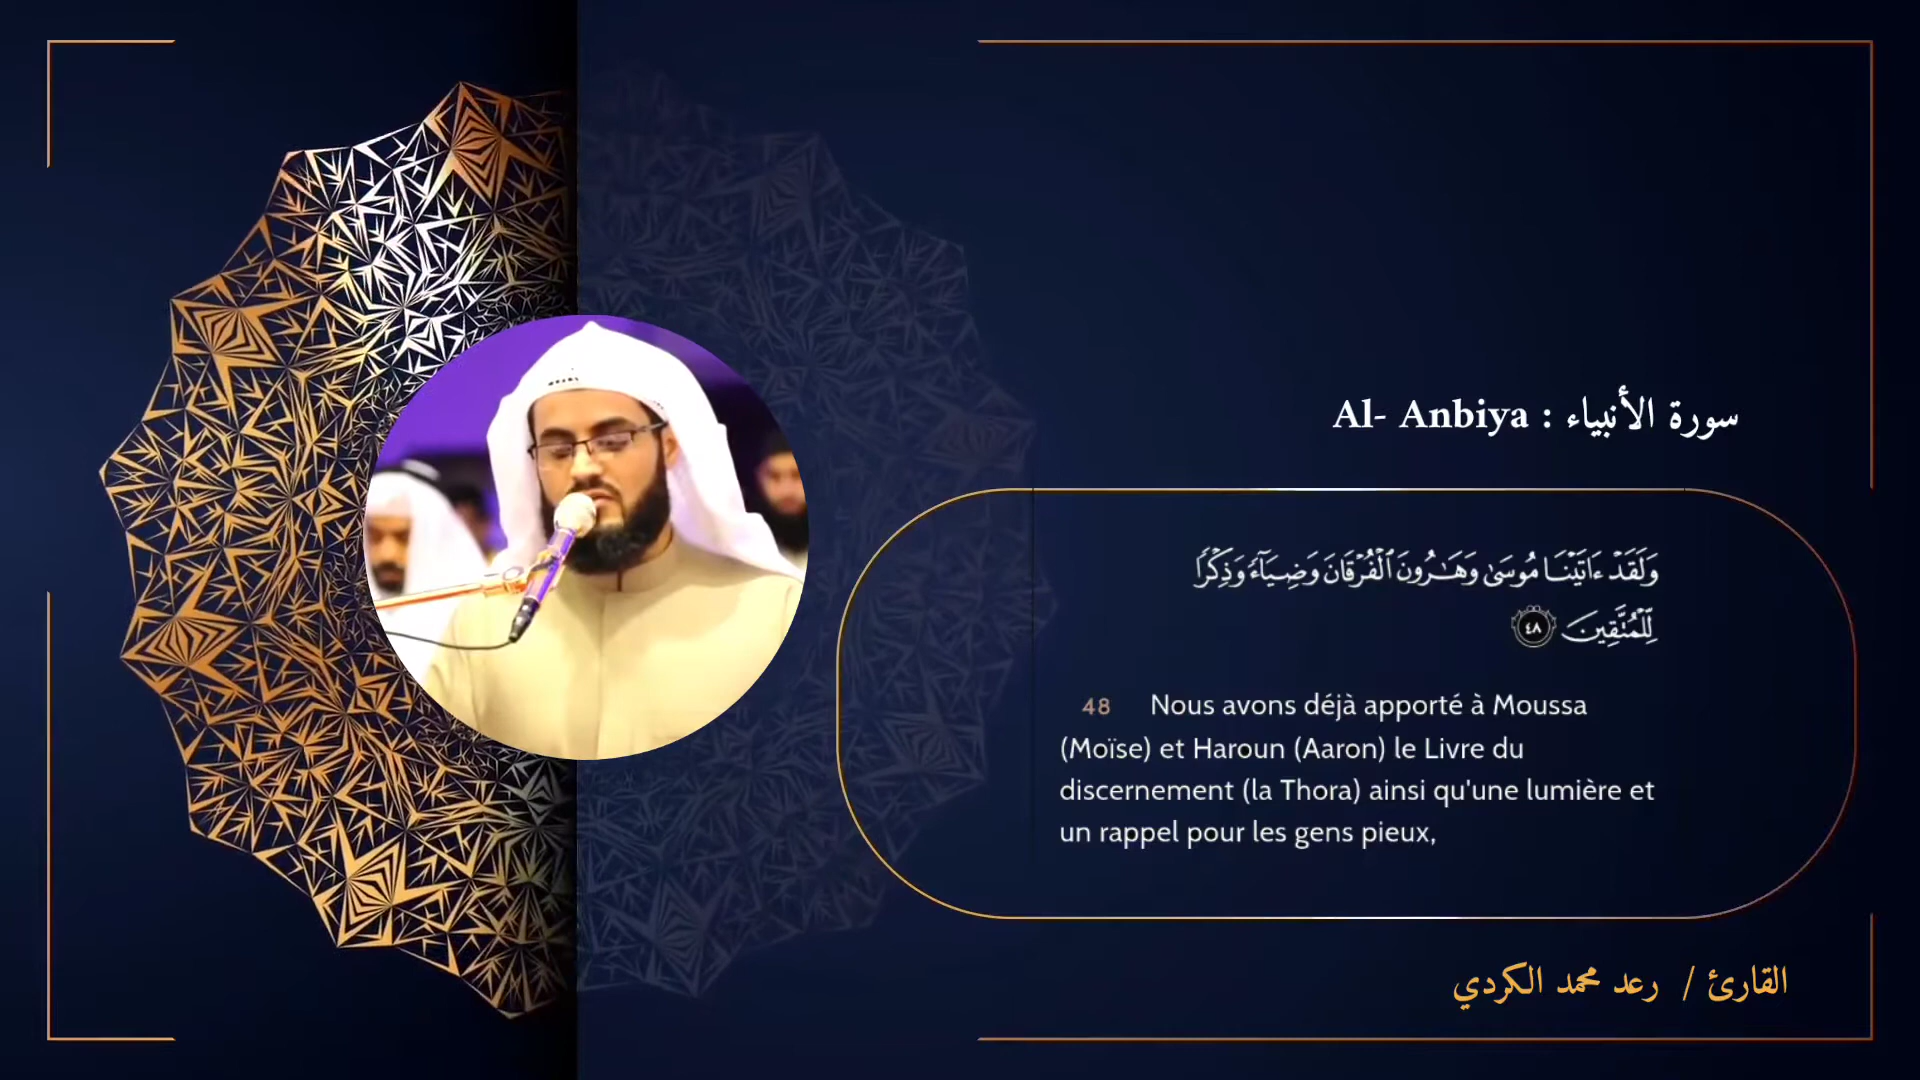 Al- Anbiya : سورة الأنبياء
وَلَقَدْ ءَاتَيْنَا مُوسَىٰ وَهَـٰرُونَ ٱلْفُرْقَانَ وَضِيَآءً وَذِكْرًا
لِّلْمُتَّقِينَ ٤٨
48 Nous avons déjà apporté à Moussa
(Moïse) et Haroun (Aaron) le Livre du
discernement (la Thora) ainsi qu'une lumière et
un rappel pour les gens pieux,
القارئ / رعد محمد الكردي